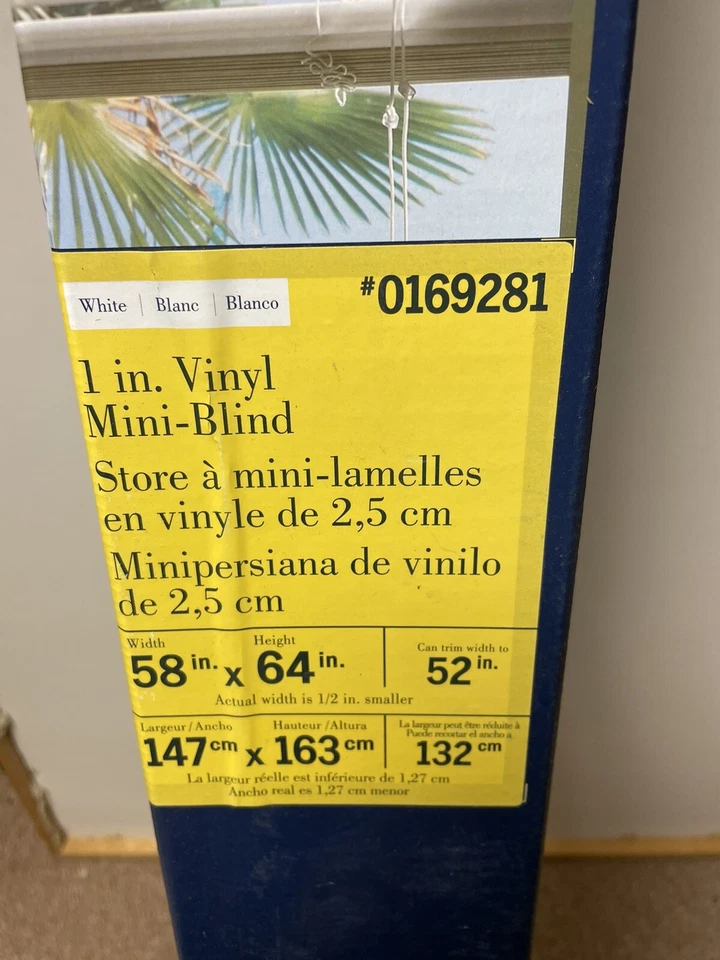 White | Blanc | Blanco
#0169281
1 in. Vinyl
Mini-Blind
Store à mini-lamelles
en vinyle de 2,5 cm
Minipersiana de vinilo
de 2,5 cm
Width Height
58 in. x 64 in.
Can trim width to
52 in.
Actual width is 1/2 in. smaller
Largeur/Ancho Hauteur/Altura
147 cm x 163 cm
La largeur peut être réduite à
Puede recortar el ancho a
132 cm
La largeur réelle est inférieure de 1,27 cm
Ancho real es 1,27 cm menor